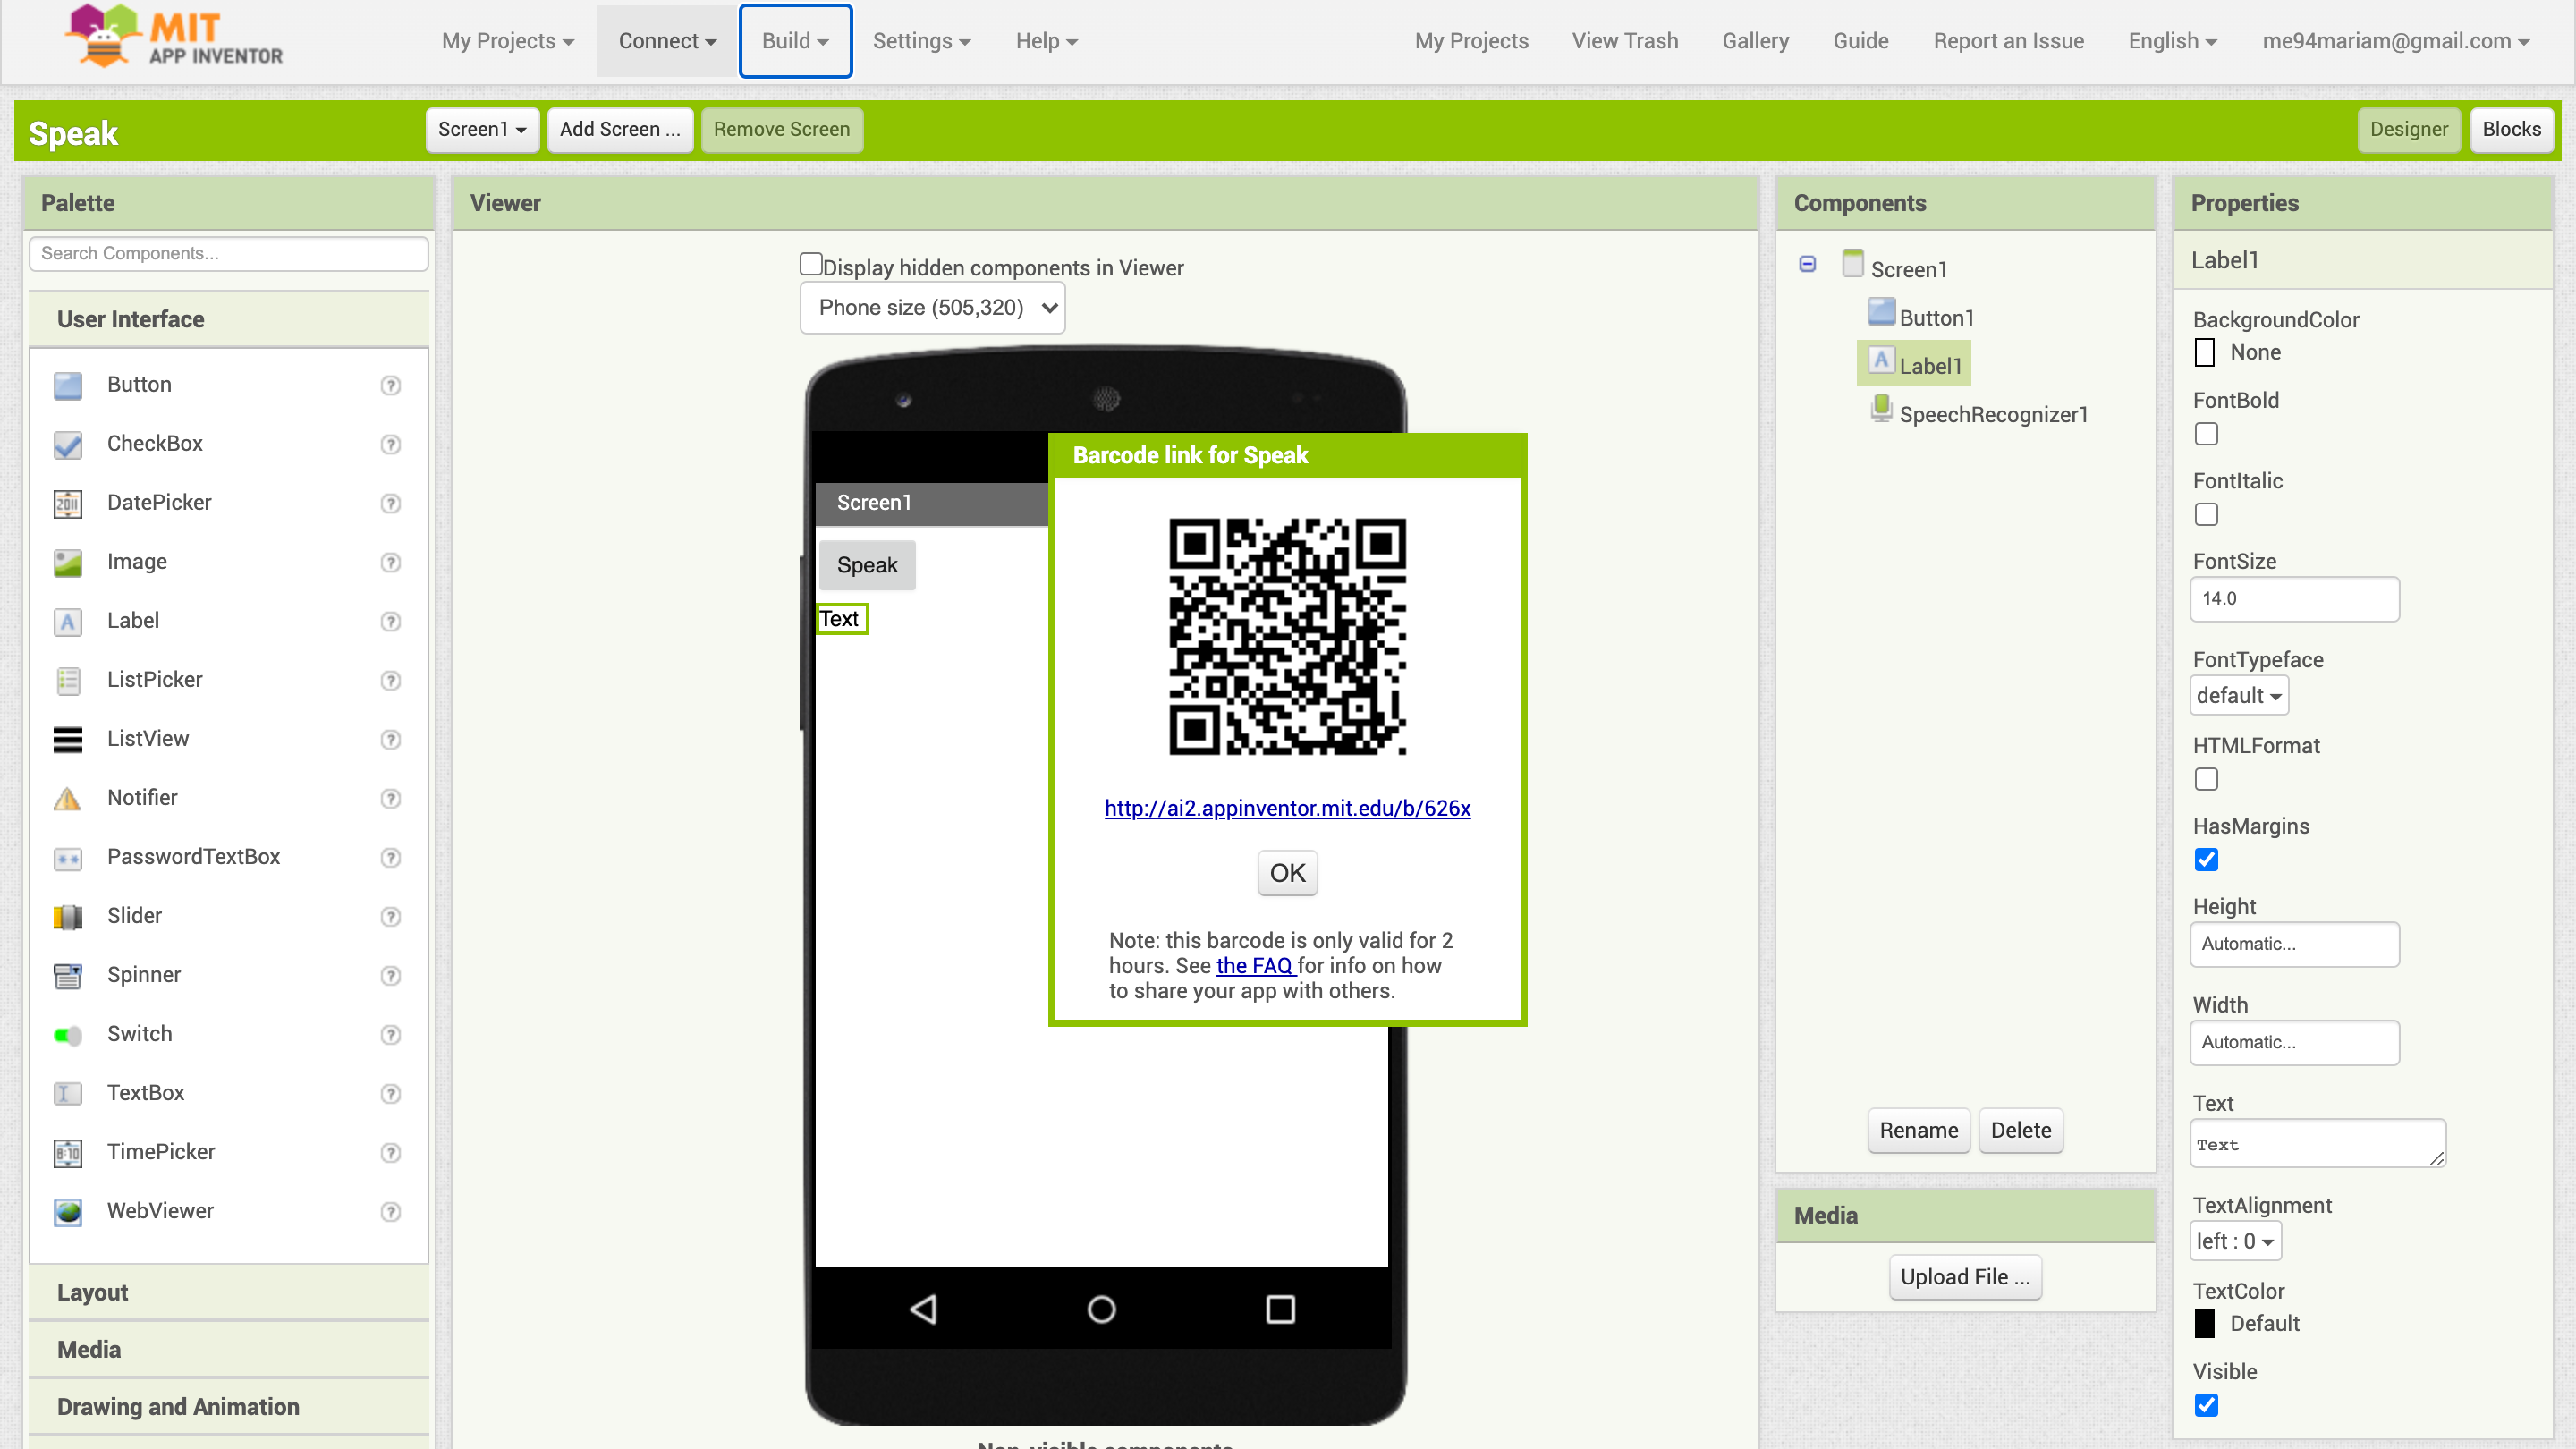 MIT
APP INVENTOR
My Projects
Connect
Build
Settings
Help
My Projects
View Trash
Gallery
Guide
Report an Issue
English
me94mariam@gmail.com
Speak
Screen1
Add Screen ...
Remove Screen
Designer
Blocks
Palette
Search Components...
User Interface
Button
CheckBox
DatePicker
Image
Label
ListPicker
ListView
Notifier
PasswordTextBox
Slider
Spinner
Switch
TextBox
TimePicker
WebViewer
Layout
Media
Drawing and Animation
Viewer
Display hidden components in Viewer
Phone size (505,320)
Screen1
Speak
Text
Barcode link for Speak
http://ai2.appinventor.mit.edu/b/626x
OK
Note: this barcode is only valid for 2
hours. See the FAQ for info on how
to share your app with others.
Non-visible components
Components
Screen1
Button1
Label1
SpeechRecognizer1
Rename
Delete
Media
Upload File ...
Properties
Label1
BackgroundColor
None
FontBold
FontItalic
FontSize
14.0
FontTypeface
default
HTMLFormat
HasMargins
Height
Automatic...
Width
Automatic...
Text
Text
TextAlignment
left : 0
TextColor
Default
Visible